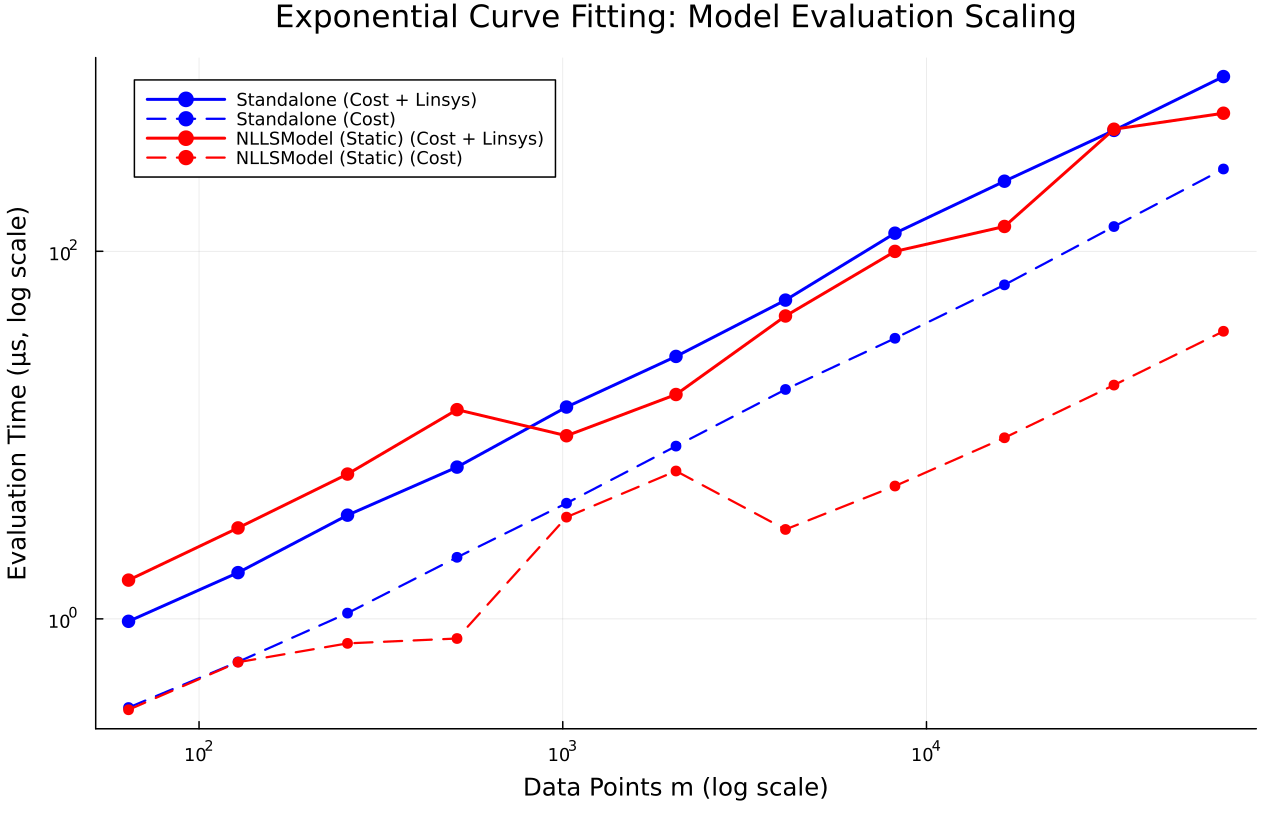 Exponential Curve Fitting: Model Evaluation Scaling
Standalone (Cost + Linsys)
Standalone (Cost)
NLLSModel (Static) (Cost + Linsys)
NLLSModel (Static) (Cost)
Evaluation Time (μs, log scale)
10²
10⁰
10² 10³ 10⁴
Data Points m (log scale)